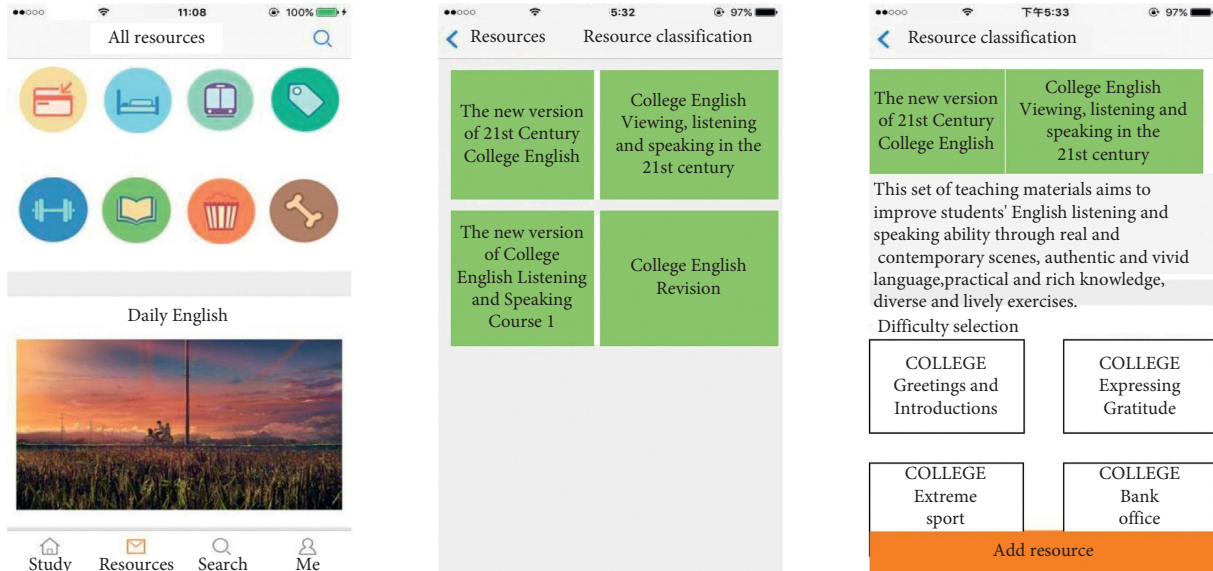 11:08
100%
All resources
Daily English
Study
Resources
Search
Me
5:32
97%
Resources
Resource classification
The new version
of 21st Century
College English
College English
Viewing, listening
and speaking in the
21st century
The new version
of College
English Listening
and Speaking
Course 1
College English
Revision
下午5:33
97%
Resource classification
The new version
of 21st Century
College English
College English
Viewing, listening and
speaking in the
21st century
This set of teaching materials aims to
improve students' English listening and
speaking ability through real and
contemporary scenes, authentic and vivid
language,practical and rich knowledge,
diverse and lively exercises.
Difficulty selection
COLLEGE
Greetings and
Introductions
COLLEGE
Expressing
Gratitude
COLLEGE
Extreme
sport
COLLEGE
Bank
office
Add resource